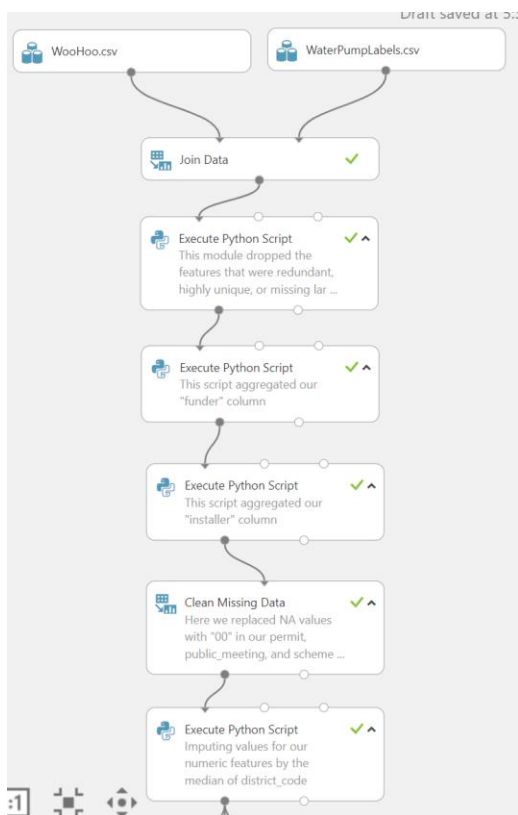 Draft saved at 5:
WooHoo.csv
WaterPumpLabels.csv
Join Data
Execute Python Script
This module dropped the
features that were redundant,
highly unique, or missing lar ...
Execute Python Script
This script aggregated our
"funder" column
Execute Python Script
This script aggregated our
"installer" column
Clean Missing Data
Here we replaced NA values
with "00" in our permit,
public_meeting, and scheme ...
Execute Python Script
Imputing values for our
numeric features by the
median of district_code
:1